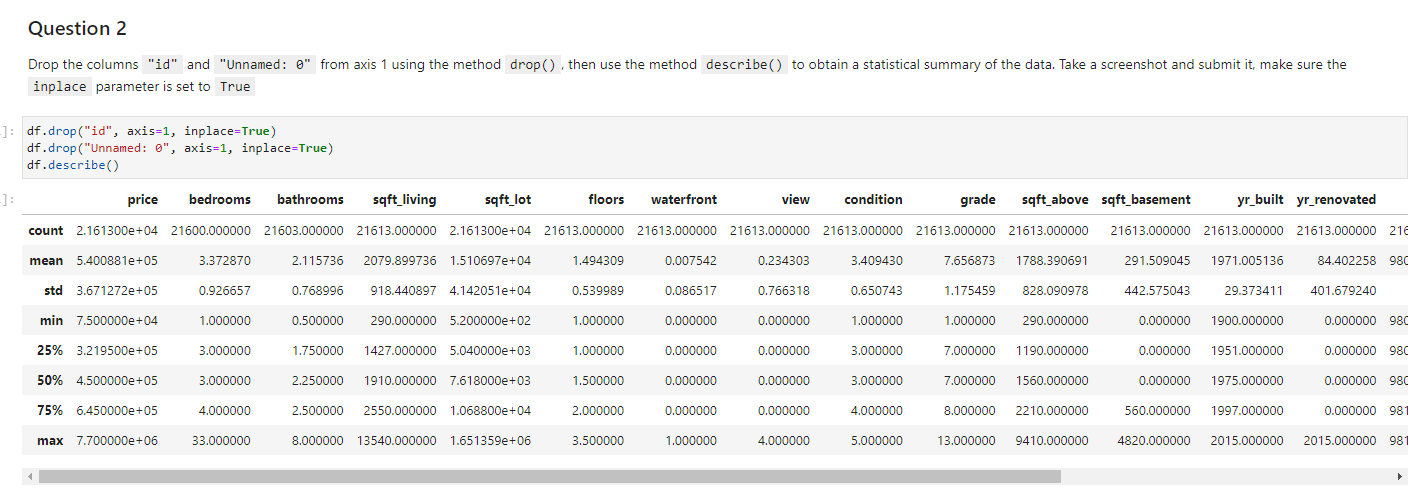 Question 2
Drop the columns "id" and "Unnamed: 0" from axis 1 using the method drop(), then use the method describe() to obtain a statistical summary of the data. Take a screenshot and submit it, make sure the
inplace parameter is set to True
]: df.drop("id", axis=1, inplace=True)
df.drop("Unnamed: 0", axis=1, inplace=True)
df.describe()
]: price bedrooms bathrooms sqft_living sqft_lot floors waterfront view condition grade sqft_above sqft_basement yr_built yr_renovated
count 2.161300e+04 21600.000000 21603.000000 21613.000000 2.161300e+04 21613.000000 21613.000000 21613.000000 21613.000000 21613.000000 21613.000000 21613.000000 21613.000000 21613.000000 216
mean 5.400881e+05 3.372870 2.115736 2079.899736 1.510697e+04 1.494309 0.007542 0.234303 3.409430 7.656873 1788.390691 291.509045 1971.005136 84.402258 980
std 3.671272e+05 0.926657 0.768996 918.440897 4.142051e+04 0.539989 0.086517 0.766318 0.650743 1.175459 828.090978 442.575043 29.373411 401.679240
min 7.500000e+04 1.000000 0.500000 290.000000 5.200000e+02 1.000000 0.000000 0.000000 1.000000 1.000000 290.000000 0.000000 1900.000000 0.000000 980
25% 3.219500e+05 3.000000 1.750000 1427.000000 5.040000e+03 1.000000 0.000000 0.000000 3.000000 7.000000 1190.000000 0.000000 1951.000000 0.000000 980
50% 4.500000e+05 3.000000 2.250000 1910.000000 7.618000e+03 1.500000 0.000000 0.000000 3.000000 7.000000 1560.000000 0.000000 1975.000000 0.000000 980
75% 6.450000e+05 4.000000 2.500000 2550.000000 1.068800e+04 2.000000 0.000000 0.000000 4.000000 8.000000 2210.000000 560.000000 1997.000000 0.000000 981
max 7.700000e+06 33.000000 8.000000 13540.000000 1.651359e+06 3.500000 1.000000 4.000000 5.000000 13.000000 9410.000000 4820.000000 2015.000000 2015.000000 981